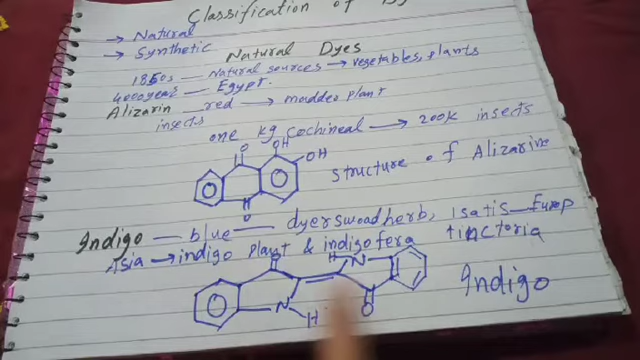 Classification of Dy
→ Natural
→ Synthetic
Natural Dyes
1850s — Natural sources → vegetables, plants
4000years — Egypt.
Alizarin — red → madder plant
insects
one kg cochineal → 200k insects
O
OH
OH
O
Structure of Alizarine
Indigo — blue — dyerswoad herb, Isatis — Europ
tinctoria
Asia → indigo plant & indigofera
O
H
N
N
H
O
Indigo